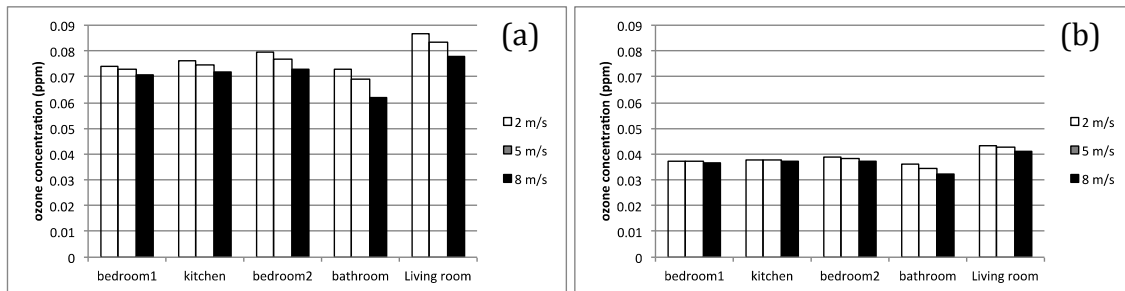 (a)
ozone concentration (ppm)
0.09
0.08
0.07
0.06
0.05
0.04
0.03
0.02
0.01
0
bedroom1 kitchen bedroom2 bathroom Living room
2 m/s
5 m/s
8 m/s
(b)
ozone concentration (ppm)
0.09
0.08
0.07
0.06
0.05
0.04
0.03
0.02
0.01
0
bedroom1 kitchen bedroom2 bathroom Living room
2 m/s
5 m/s
8 m/s